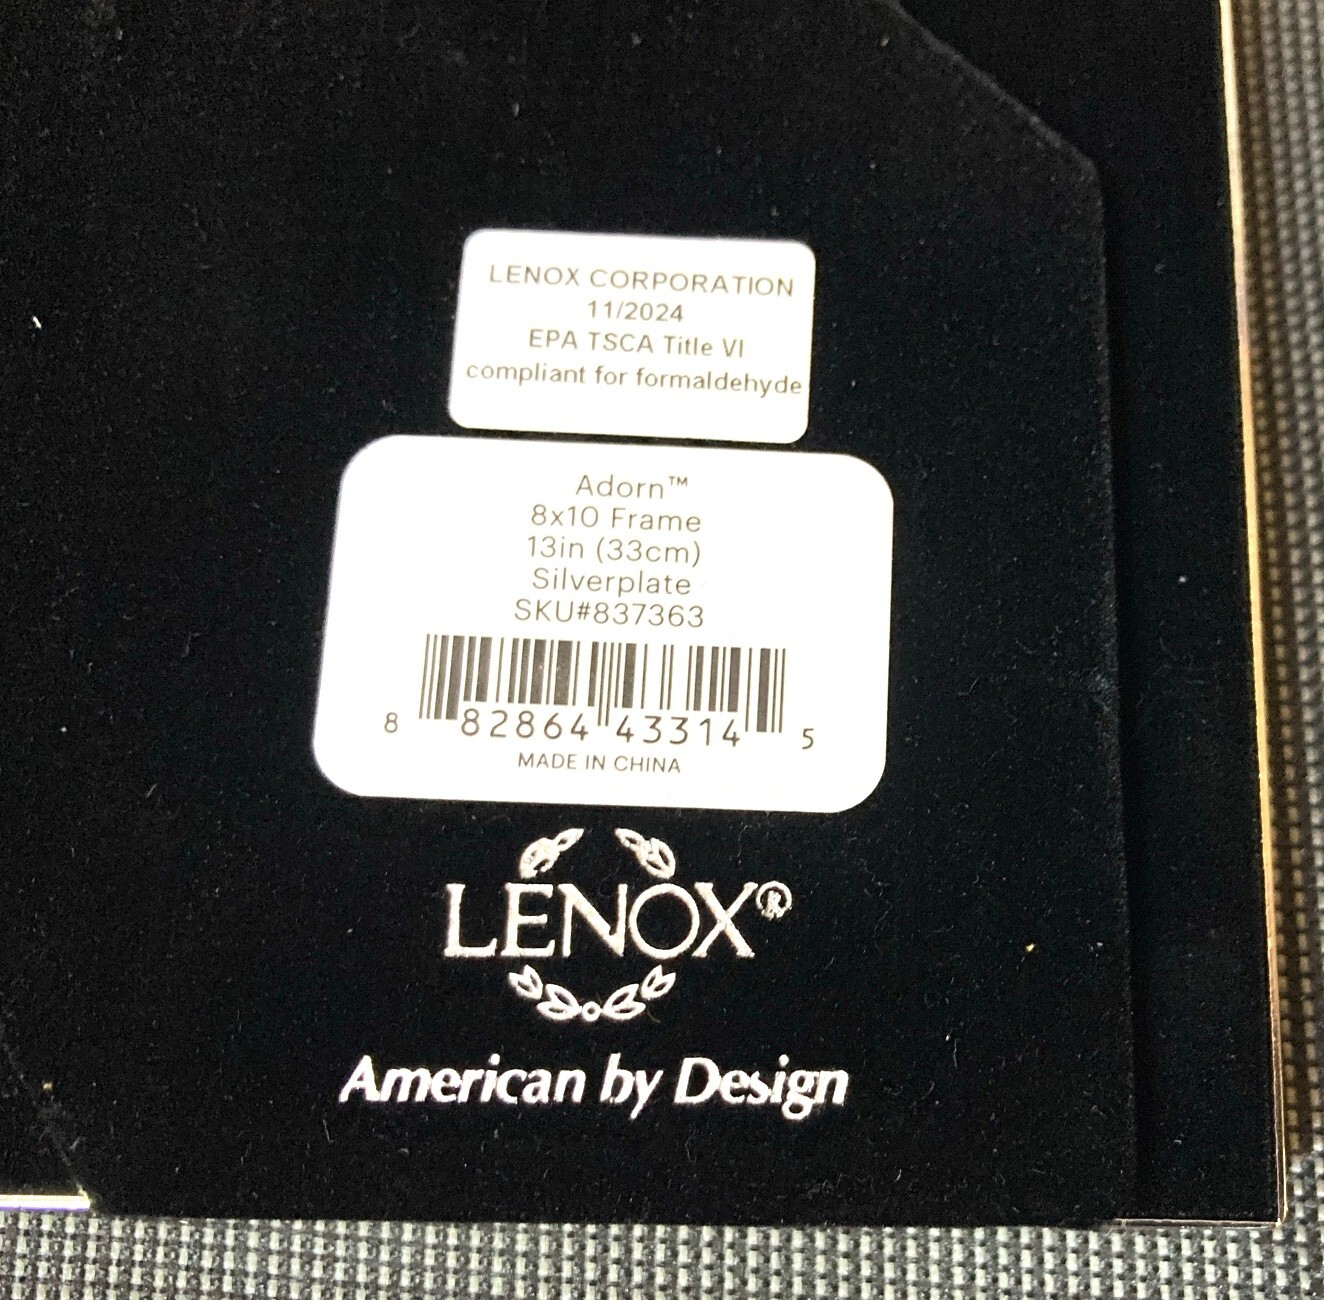 LENOX CORPORATION
11/2024
EPA TSCA Title VI
compliant for formaldehyde
Adorn™
8x10 Frame
13in (33cm)
Silverplate
SKU#837363
8 82864 43314 5
MADE IN CHINA
LENOX®
American by Design